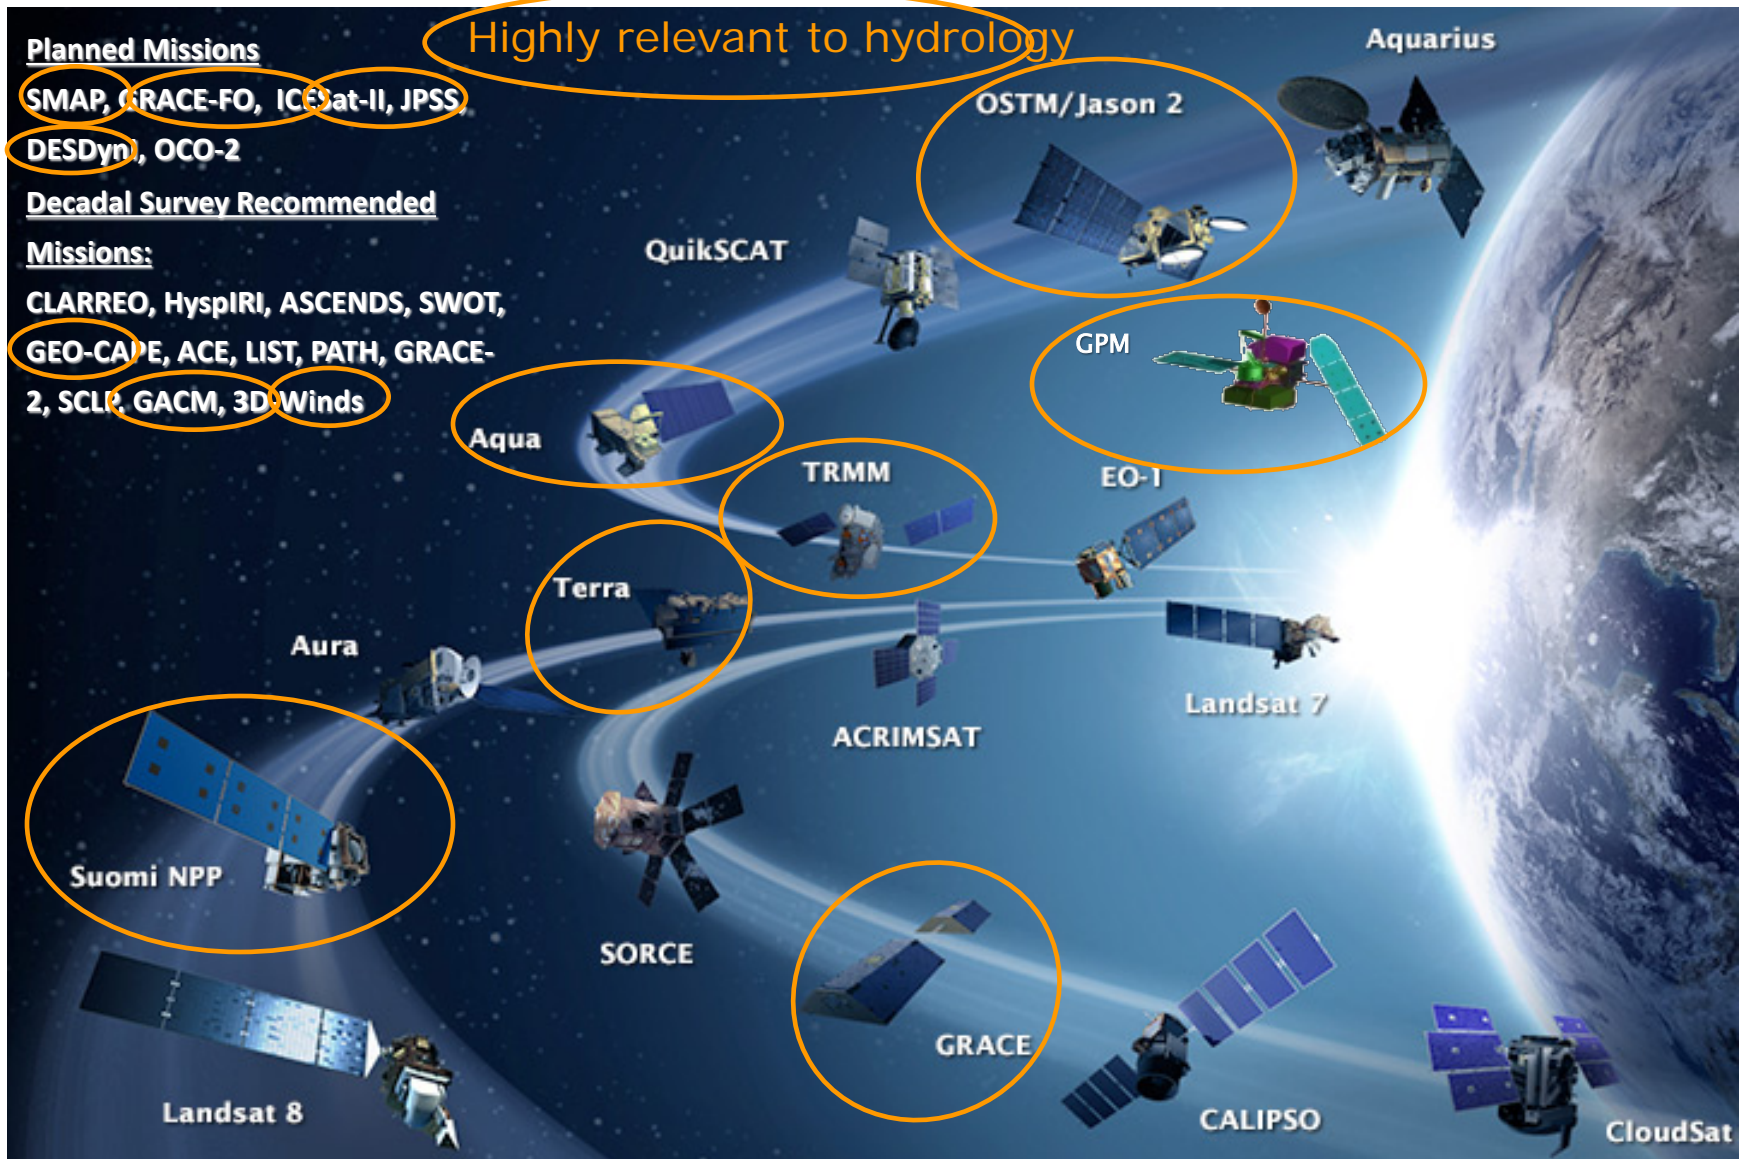 Highly relevant to hydrology
Planned Missions
SMAP, GRACE-FO, ICESat-II, JPSS,
DESDynI, OCO-2
Decadal Survey Recommended
Missions:
CLARREO, HyspIRI, ASCENDS, SWOT,
GEO-CAPE, ACE, LIST, PATH, GRACE-
2, SCLP, GACM, 3D-Winds
Aquarius
OSTM/Jason 2
QuikSCAT
GPM
Aqua
TRMM
EO-1
Terra
Aura
Landsat 7
ACRIMSAT
Suomi NPP
SORCE
GRACE
Landsat 8
CALIPSO
CloudSat